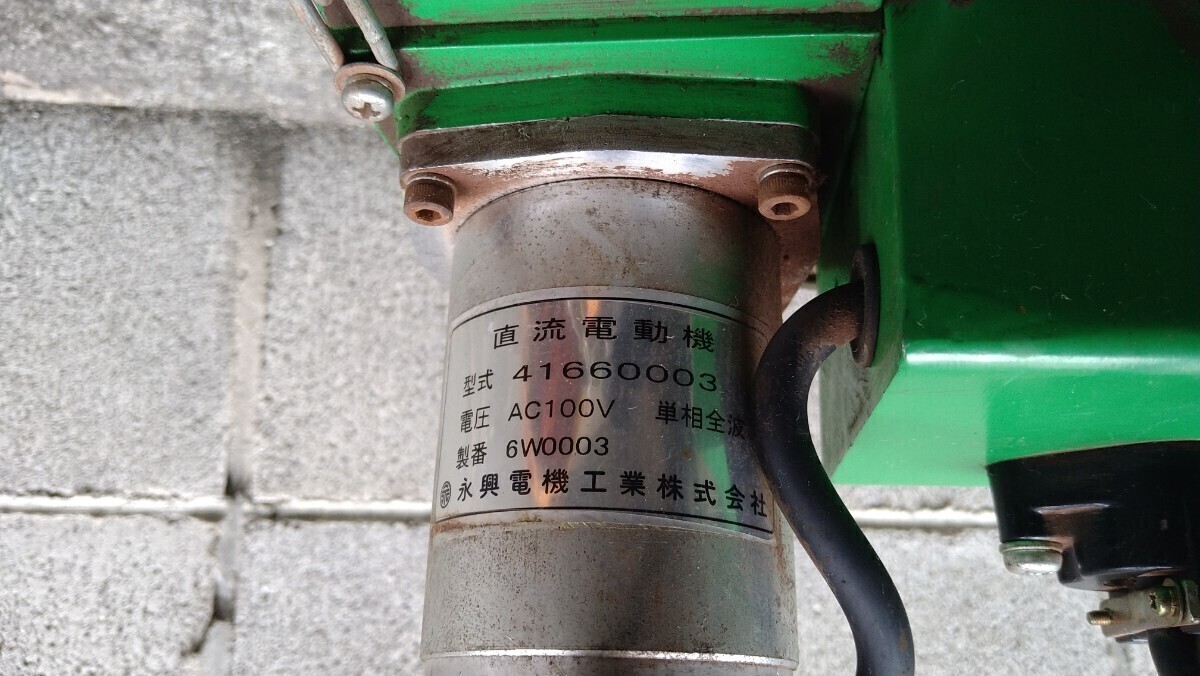 直流電動機
型式 41660003
電圧 AC100V 単相全波
製番 6W0003
永興電機工業株式会社